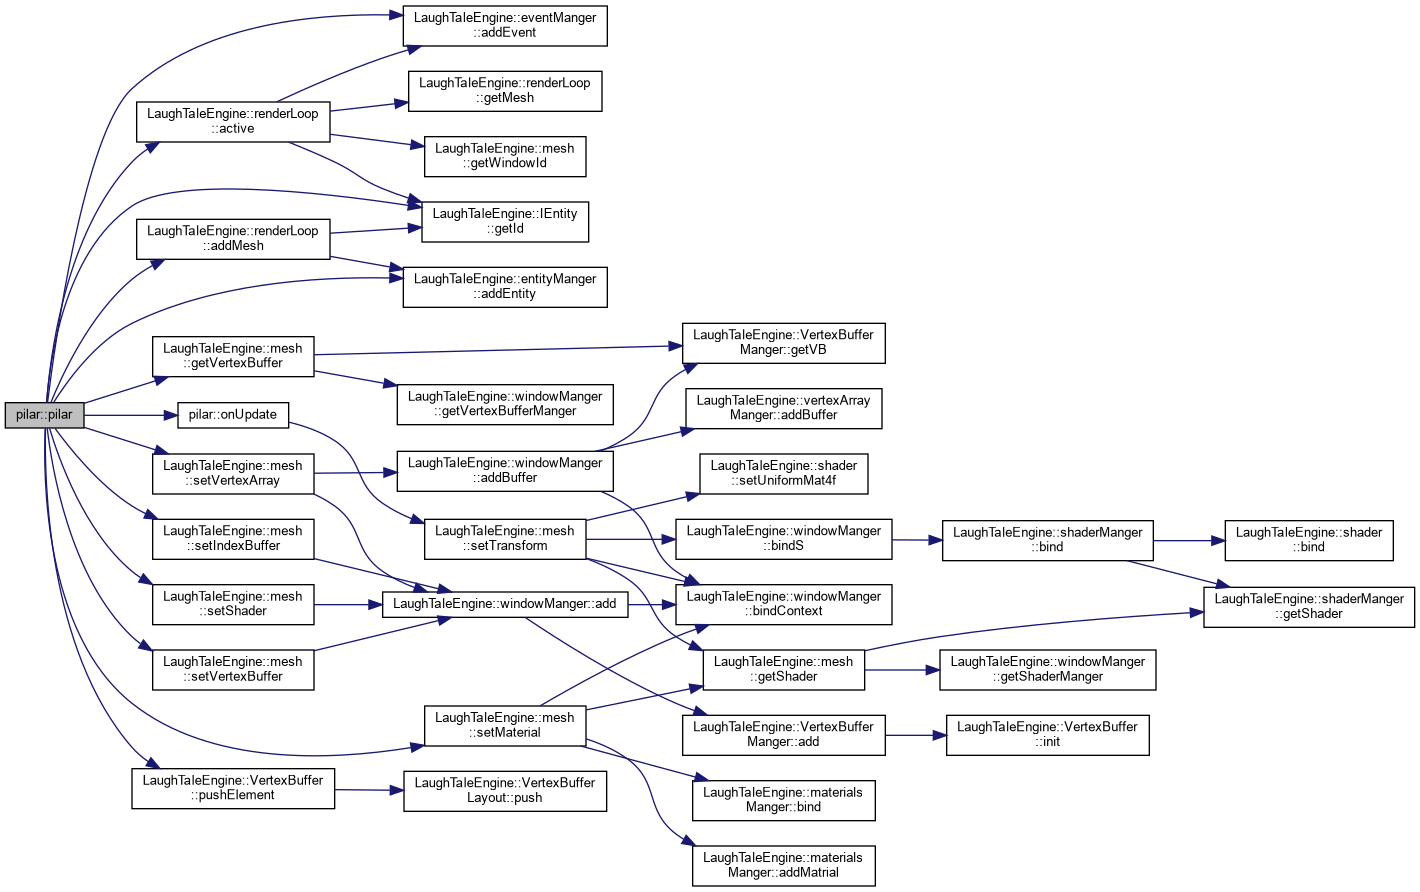 LaughTaleEngine::eventManger
::addEvent
LaughTaleEngine::renderLoop
::getMesh
LaughTaleEngine::renderLoop
::active
LaughTaleEngine::mesh
::getWindowId
LaughTaleEngine::IEntity
::getId
LaughTaleEngine::renderLoop
::addMesh
LaughTaleEngine::entityManger
::addEntity
LaughTaleEngine::VertexBuffer
Manger::getVB
LaughTaleEngine::mesh
::getVertexBuffer
LaughTaleEngine::windowManger
::getVertexBufferManger
LaughTaleEngine::vertexArray
Manger::addBuffer
pilar::pilar
pilar::onUpdate
LaughTaleEngine::mesh
::setVertexArray
LaughTaleEngine::windowManger
::addBuffer
LaughTaleEngine::shader
::setUniformMat4f
LaughTaleEngine::mesh
::setIndexBuffer
LaughTaleEngine::mesh
::setTransform
LaughTaleEngine::windowManger
::bindS
LaughTaleEngine::shaderManger
::bind
LaughTaleEngine::shader
::bind
LaughTaleEngine::mesh
::setShader
LaughTaleEngine::windowManger::add
LaughTaleEngine::windowManger
::bindContext
LaughTaleEngine::shaderManger
::getShader
LaughTaleEngine::mesh
::setVertexBuffer
LaughTaleEngine::mesh
::getShader
LaughTaleEngine::windowManger
::getShaderManger
LaughTaleEngine::mesh
::setMaterial
LaughTaleEngine::VertexBuffer
Manger::add
LaughTaleEngine::VertexBuffer
::init
LaughTaleEngine::VertexBuffer
::pushElement
LaughTaleEngine::VertexBuffer
Layout::push
LaughTaleEngine::materials
Manger::bind
LaughTaleEngine::materials
Manger::addMatrial